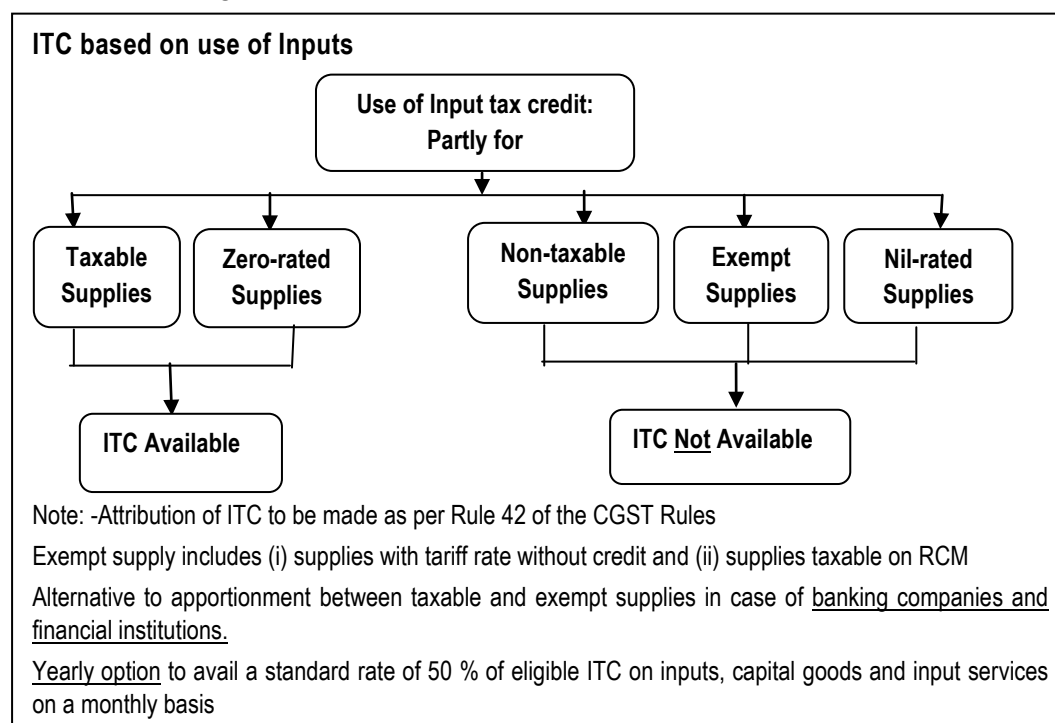 ITC based on use of Inputs
Use of Input tax credit:
Partly for
Taxable
Supplies
Zero-rated
Supplies
Non-taxable
Supplies
Exempt
Supplies
Nil-rated
Supplies
ITC Available
ITC Not Available
Note: -Attribution of ITC to be made as per Rule 42 of the CGST Rules
Exempt supply includes (i) supplies with tariff rate without credit and (ii) supplies taxable on RCM
Alternative to apportionment between taxable and exempt supplies in case of banking companies and
financial institutions.
Yearly option to avail a standard rate of 50 % of eligible ITC on inputs, capital goods and input services
on a monthly basis